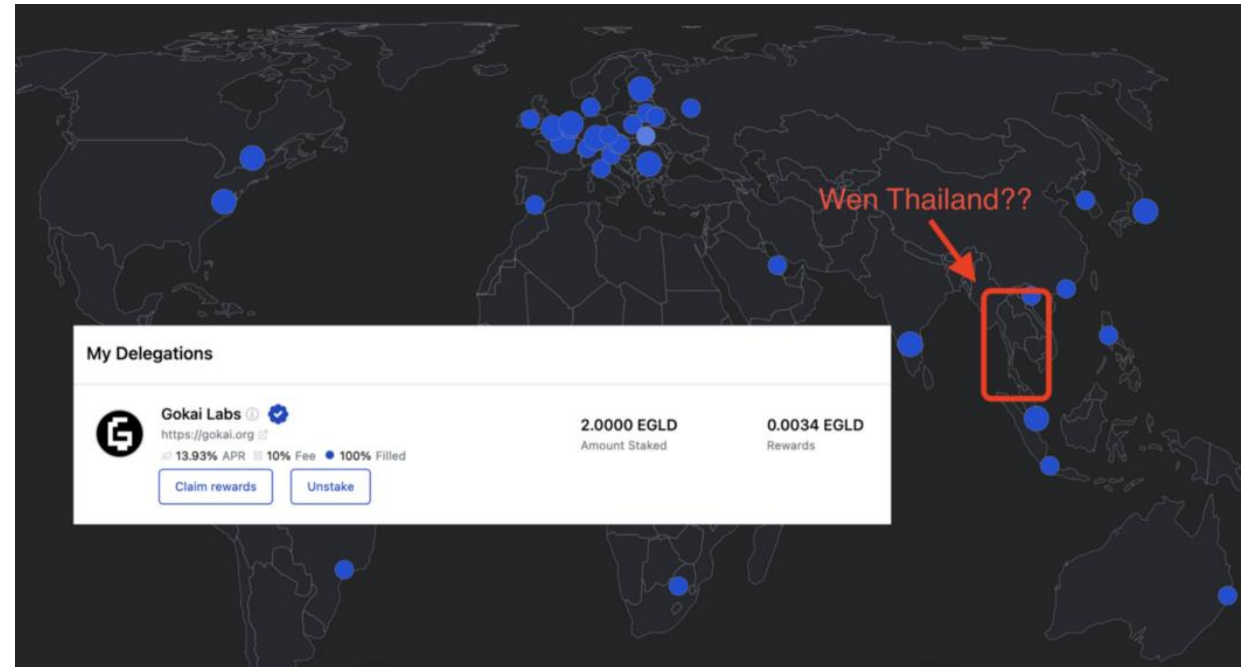 Wen Thailand??
My Delegations
Gokai Labs
https://gokai.org
13.93% APR 10% Fee 100% Filled
Claim rewards Unstake
2.0000 EGLD
Amount Staked
0.0034 EGLD
Rewards